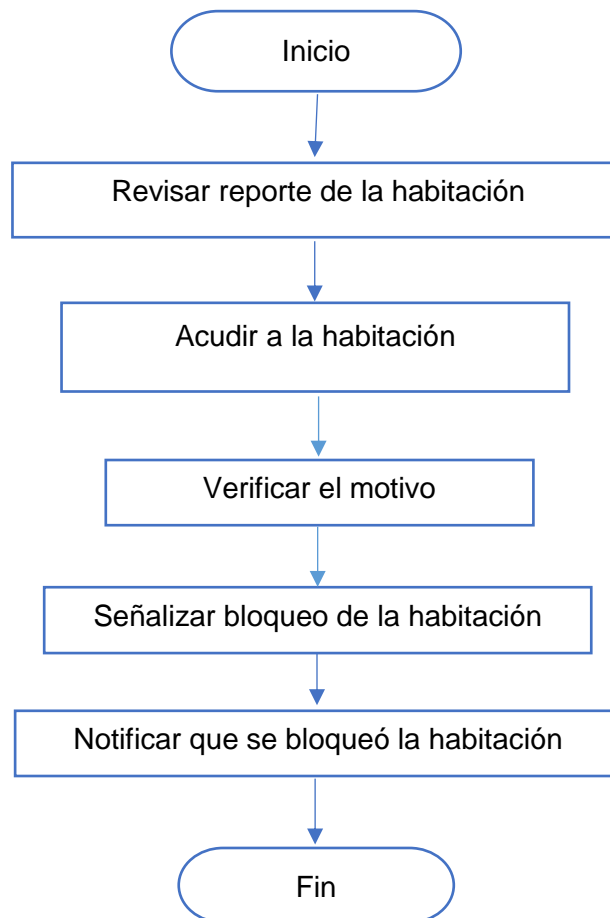 Inicio
Revisar reporte de la habitación
Acudir a la habitación
Verificar el motivo
Señalizar bloqueo de la habitación
Notificar que se bloqueó la habitación
Fin